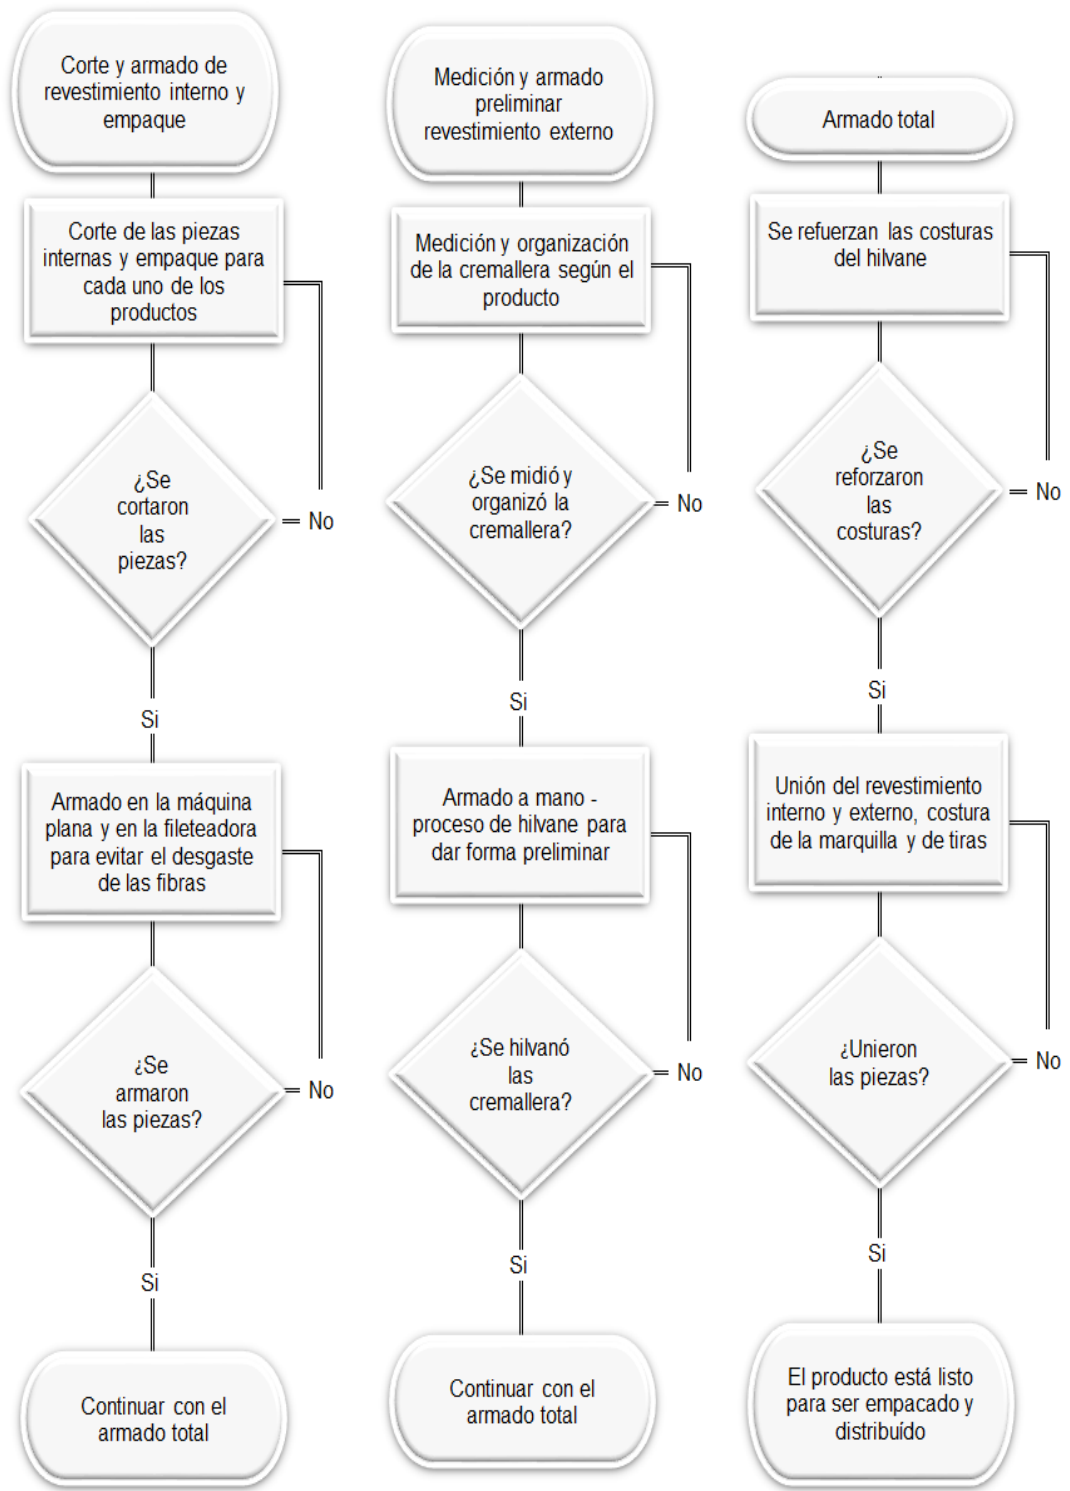 Corte y armado de
revestimiento interno y
empaque
Corte de las piezas
internas y empaque para
cada uno de los
productos
¿Se
cortaron
las
piezas?
No
Si
Armado en la máquina
plana y en la fileteadora
para evitar el desgaste
de las fibras
¿Se
armaron
las piezas?
No
Si
Continuar con el
armado total
Medición y armado
preliminar
revestimiento externo
Medición y organización
de la cremallera según el
producto
¿Se midió y
organizó la
cremallera?
No
Si
Armado a mano -
proceso de hilvane para
dar forma preliminar
¿Se hilvanó
las
cremallera?
No
Si
Continuar con el
armado total
Armado total
Se refuerzan las costuras
del hilvane
¿Se
reforzaron
las
costuras?
No
Si
Unión del revestimiento
interno y externo, costura
de la marquilla y de tiras
¿Unieron
las piezas?
No
Si
El producto está listo
para ser empacado y
distribuído